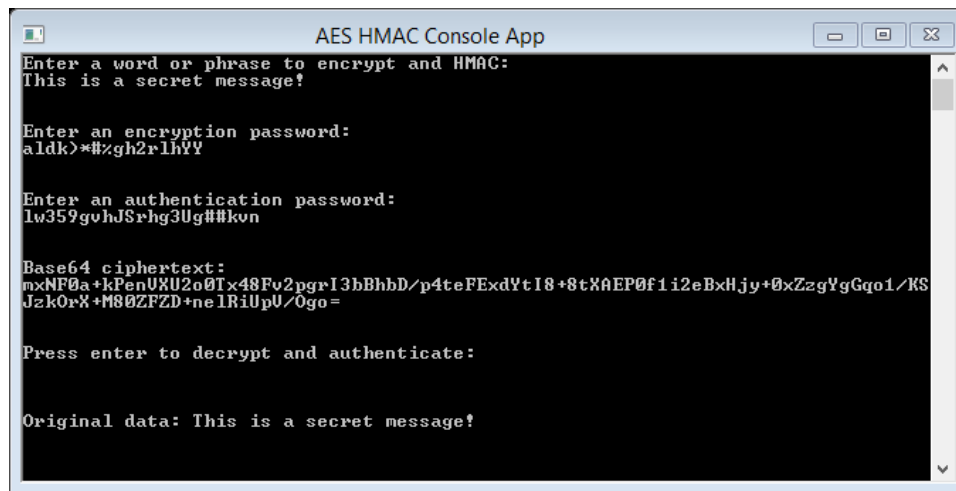 AES HMAC Console App
Enter a word or phrase to encrypt and HMAC:
This is a secret message!
Enter an encryption password:
aldk>*#%gh2rlhYY
Enter an authentication password:
lw359gvhJSrhg3Ug##kvn
Base64 ciphertext:
mxNF0a+kPenVXU2o0Tx48Fv2pgrI3bBhbD/p4teFExdYtI8+8tXAEP0f1i2eBxHjy+0xZzgYgGqo1/KS
JzkOrX+M80ZFZD+nelRiUpV/Ogo=
Press enter to decrypt and authenticate:
Original data: This is a secret message!